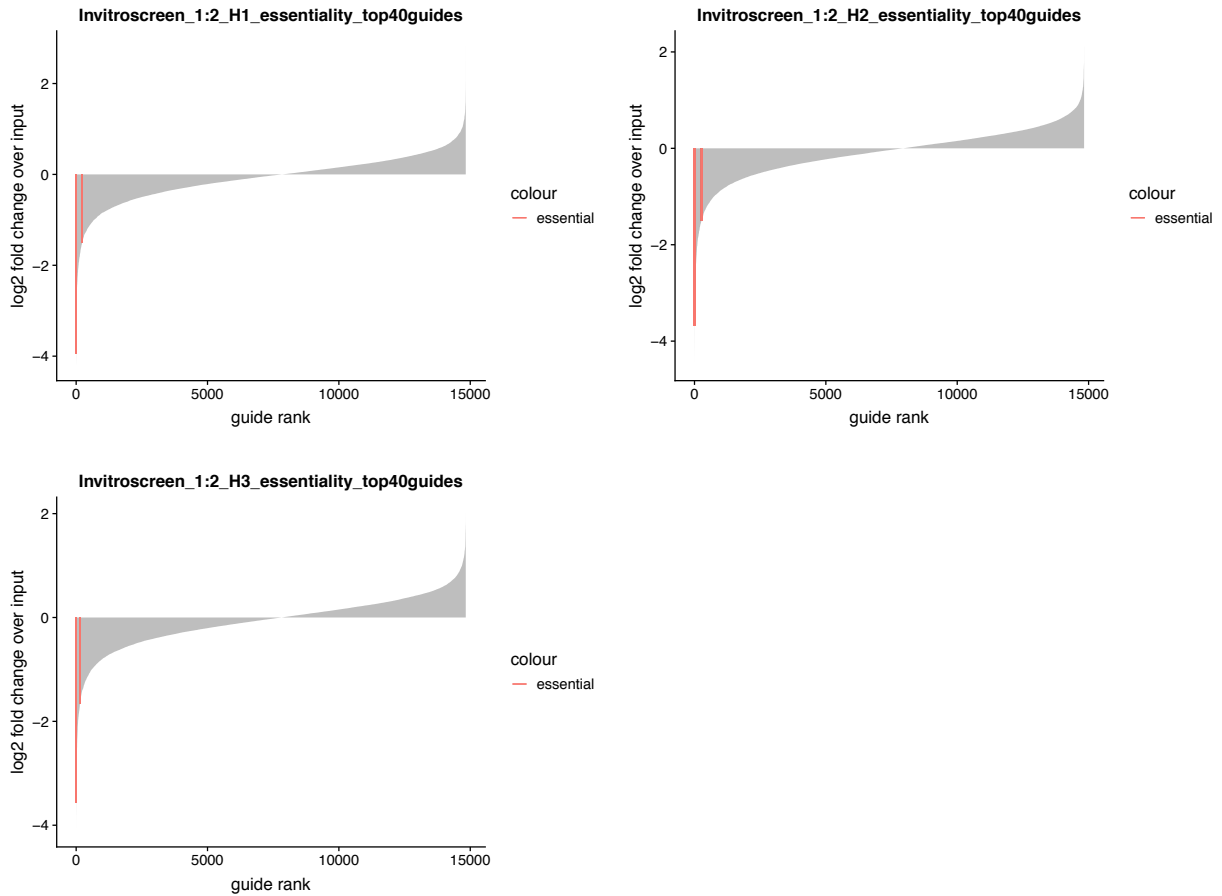 Invitroscreen_1:2_H1_essentiality_top40guides
log2 fold change over input
2
0
−2
−4
0
5000
10000
15000
guide rank
colour
essential
Invitroscreen_1:2_H2_essentiality_top40guides
log2 fold change over input
2
0
−2
−4
0
5000
10000
15000
guide rank
colour
essential
Invitroscreen_1:2_H3_essentiality_top40guides
log2 fold change over input
2
0
−2
−4
0
5000
10000
15000
guide rank
colour
essential